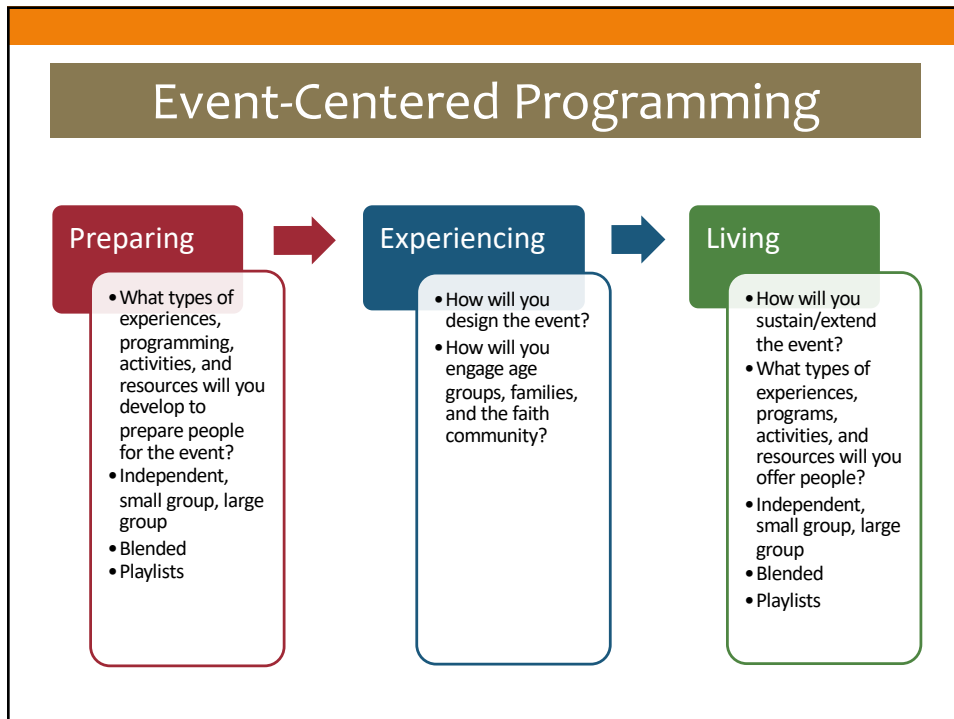 Event-Centered Programming
Preparing
•What types of
experiences,
programming,
activities, and
resources will you
develop to
prepare people
for the event?
•Independent,
small group, large
group
•Blended
•Playlists
Experiencing
•How will you
design the event?
•How will you
engage age
groups, families,
and the faith
community?
Living
•How will you
sustain/extend
the event?
•What types of
experiences,
programs,
activities, and
resources will you
offer people?
•Independent,
small group, large
group
•Blended
•Playlists